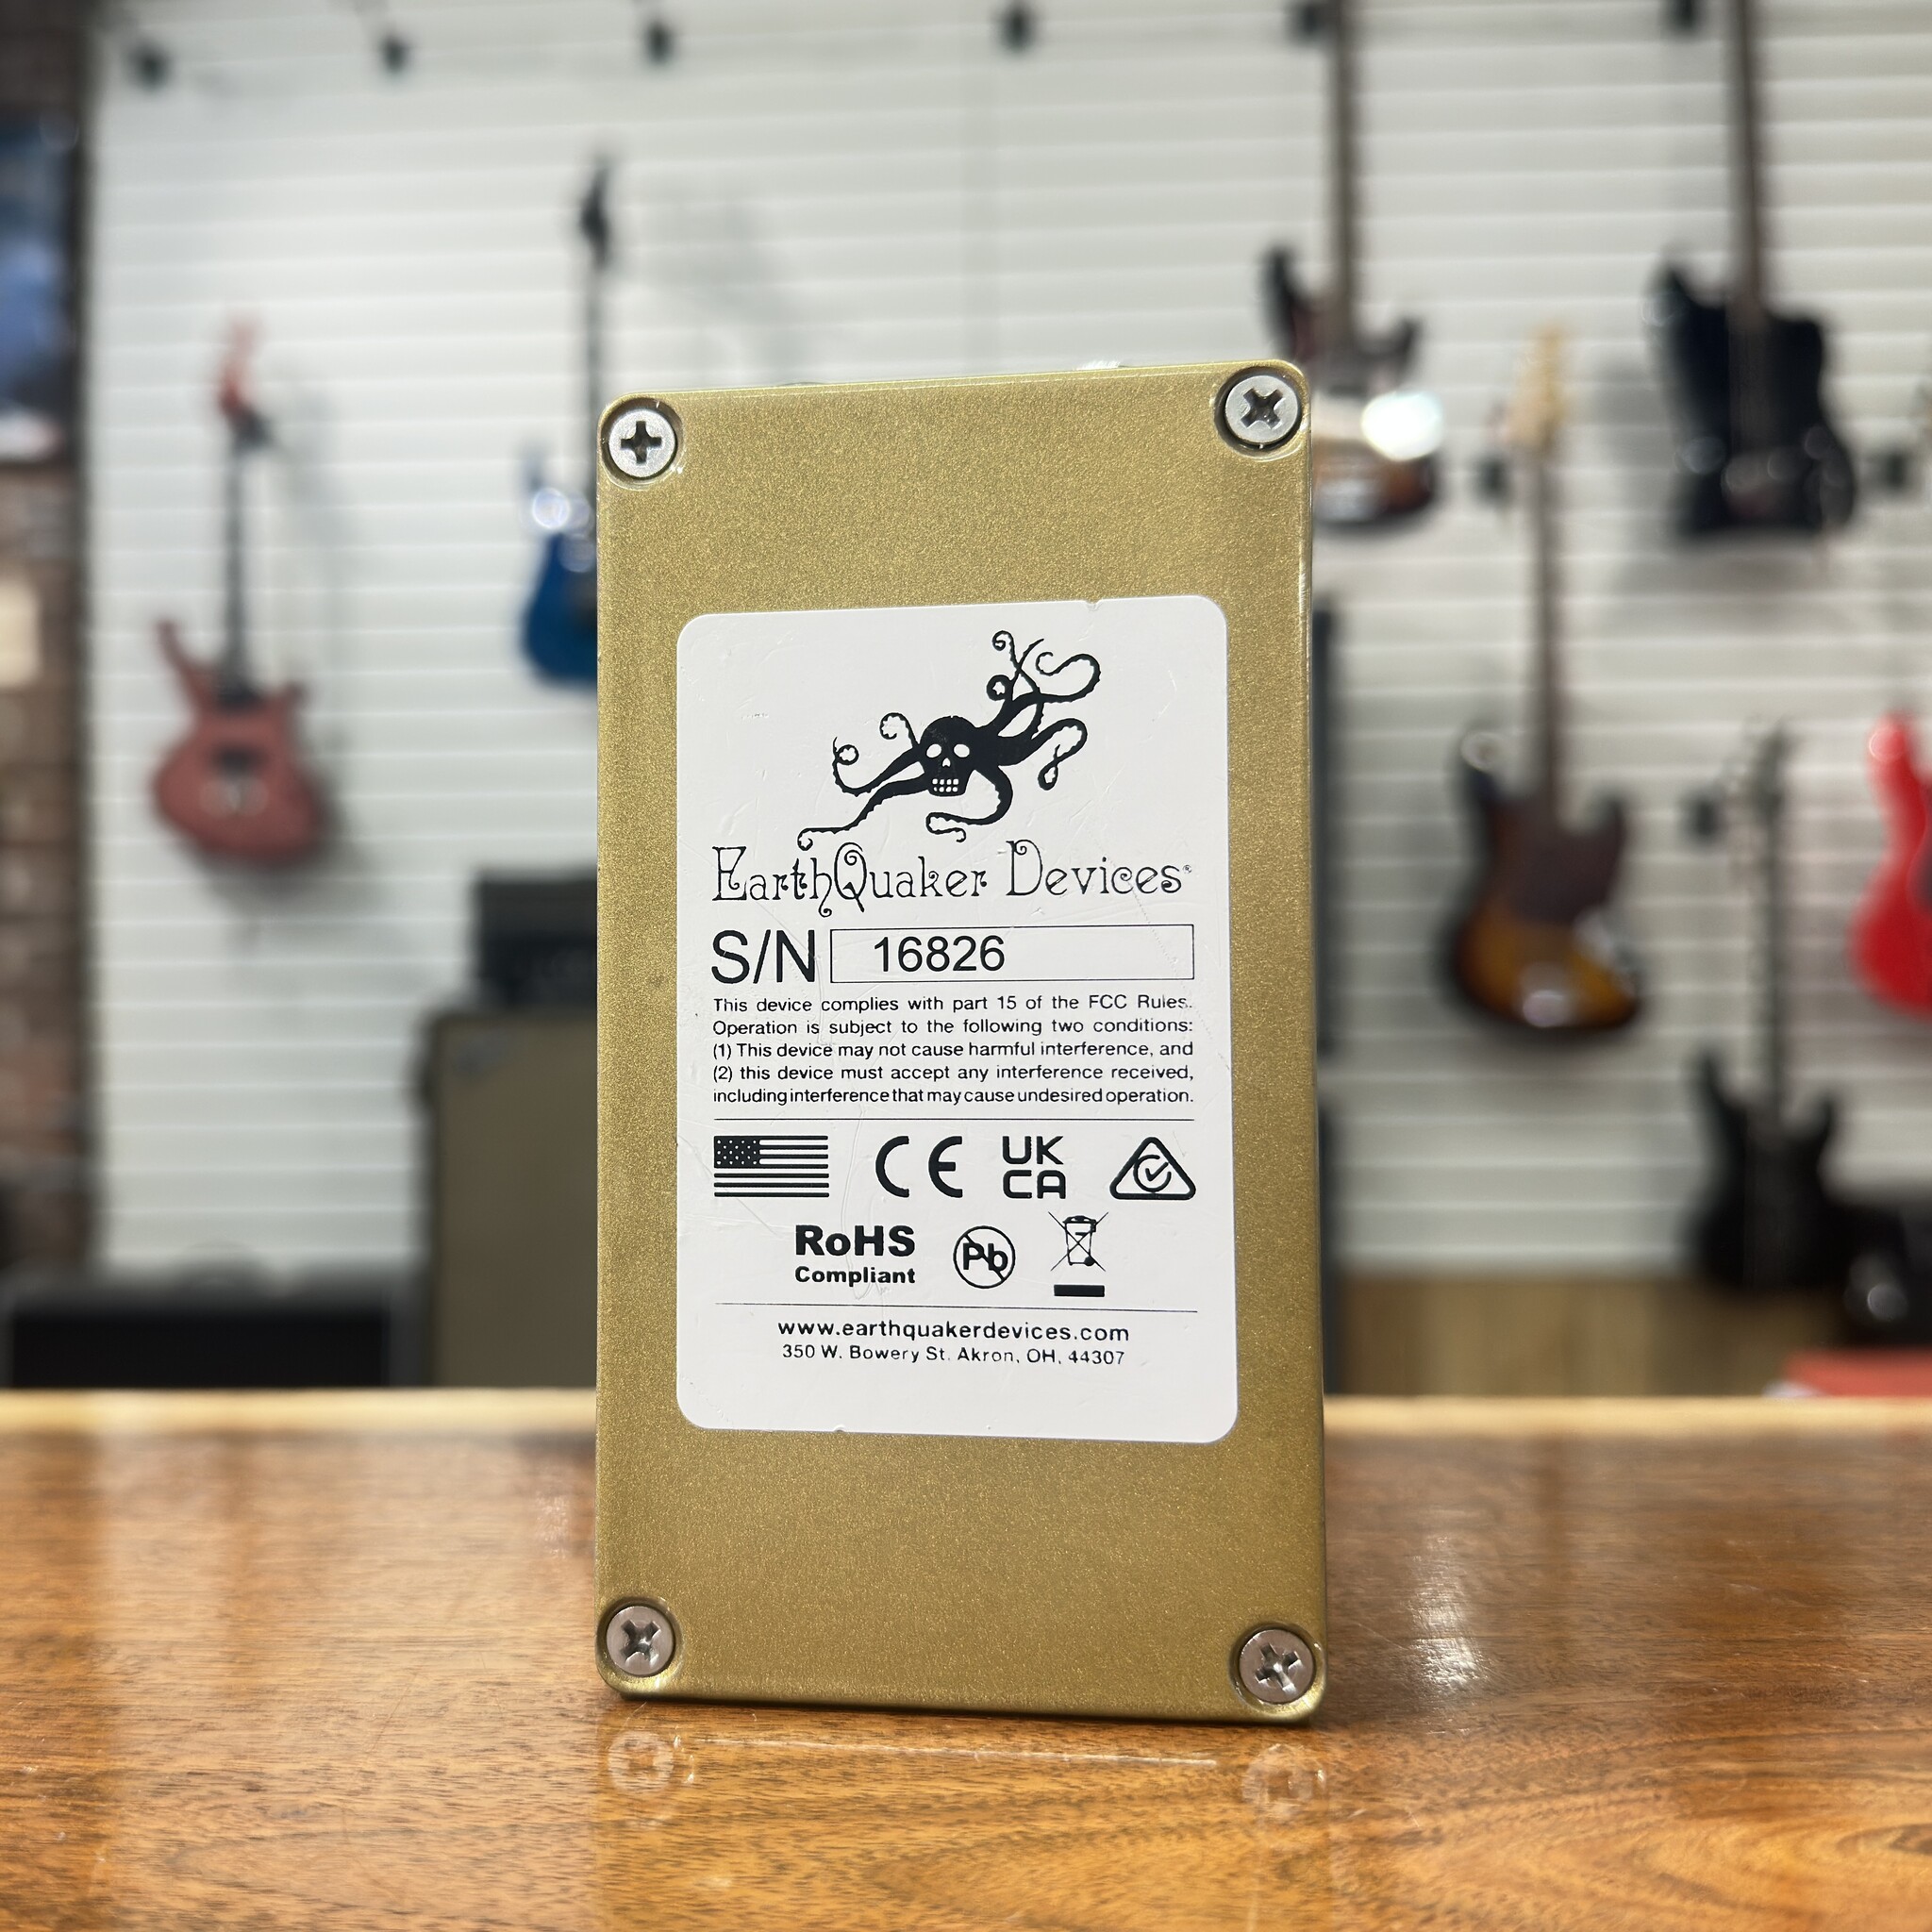 EarthQuaker Devices®
S/N 16826
This device complies with part 15 of the FCC Rules.
Operation is subject to the following two conditions:
(1) This device may not cause harmful interference, and
(2) this device must accept any interference received,
including interference that may cause undesired operation.
CE UK
CA
RoHS
Compliant
Pb
www.earthquakerdevices.com
350 W. Bowery St. Akron, OH, 44307